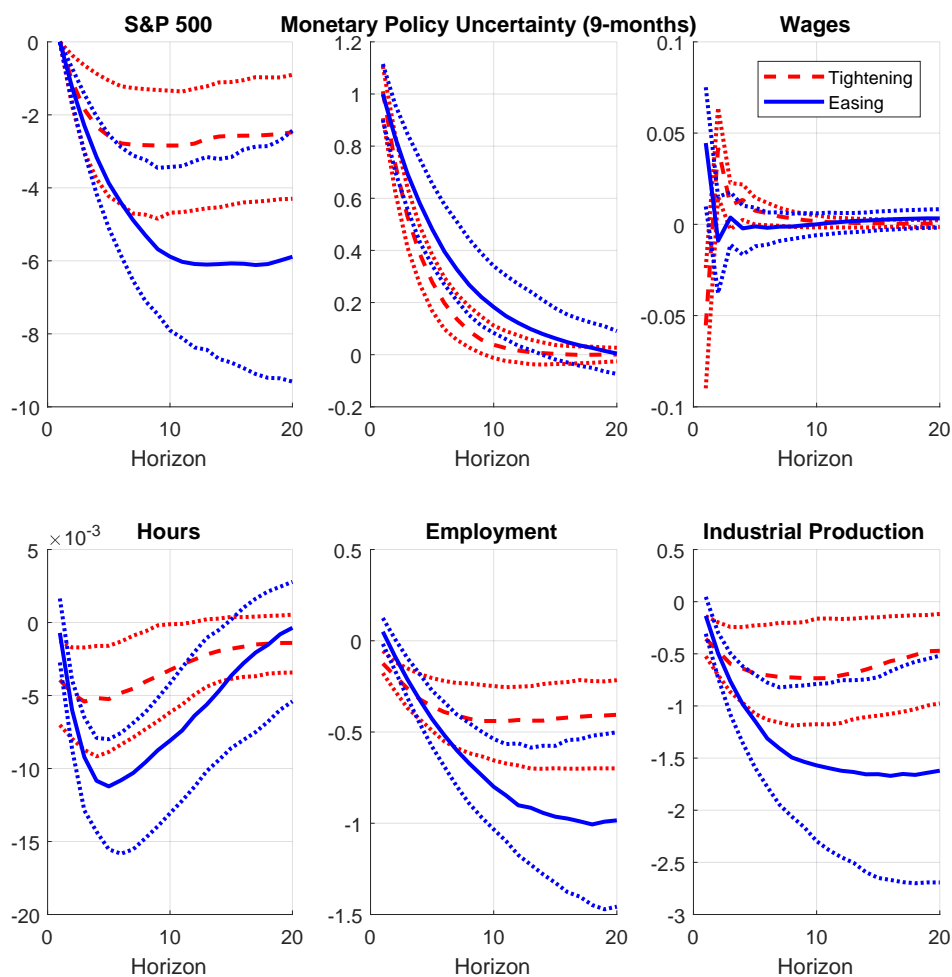 S&P 500
0
-2
-4
-6
-8
-10
0 10 20
Horizon
Monetary Policy Uncertainty (9-months)
1.2
1
0.8
0.6
0.4
0.2
0
-0.2
0 10 20
Horizon
Wages
0.1
0.05
0
-0.05
-0.1
0 10 20
Horizon
Tightening
Easing
Hours
×10-3
5
0
-5
-10
-15
-20
0 10 20
Horizon
Employment
0.5
0
-0.5
-1
-1.5
0 10 20
Horizon
Industrial Production
0.5
0
-0.5
-1
-1.5
-2
-2.5
-3
0 10 20
Horizon